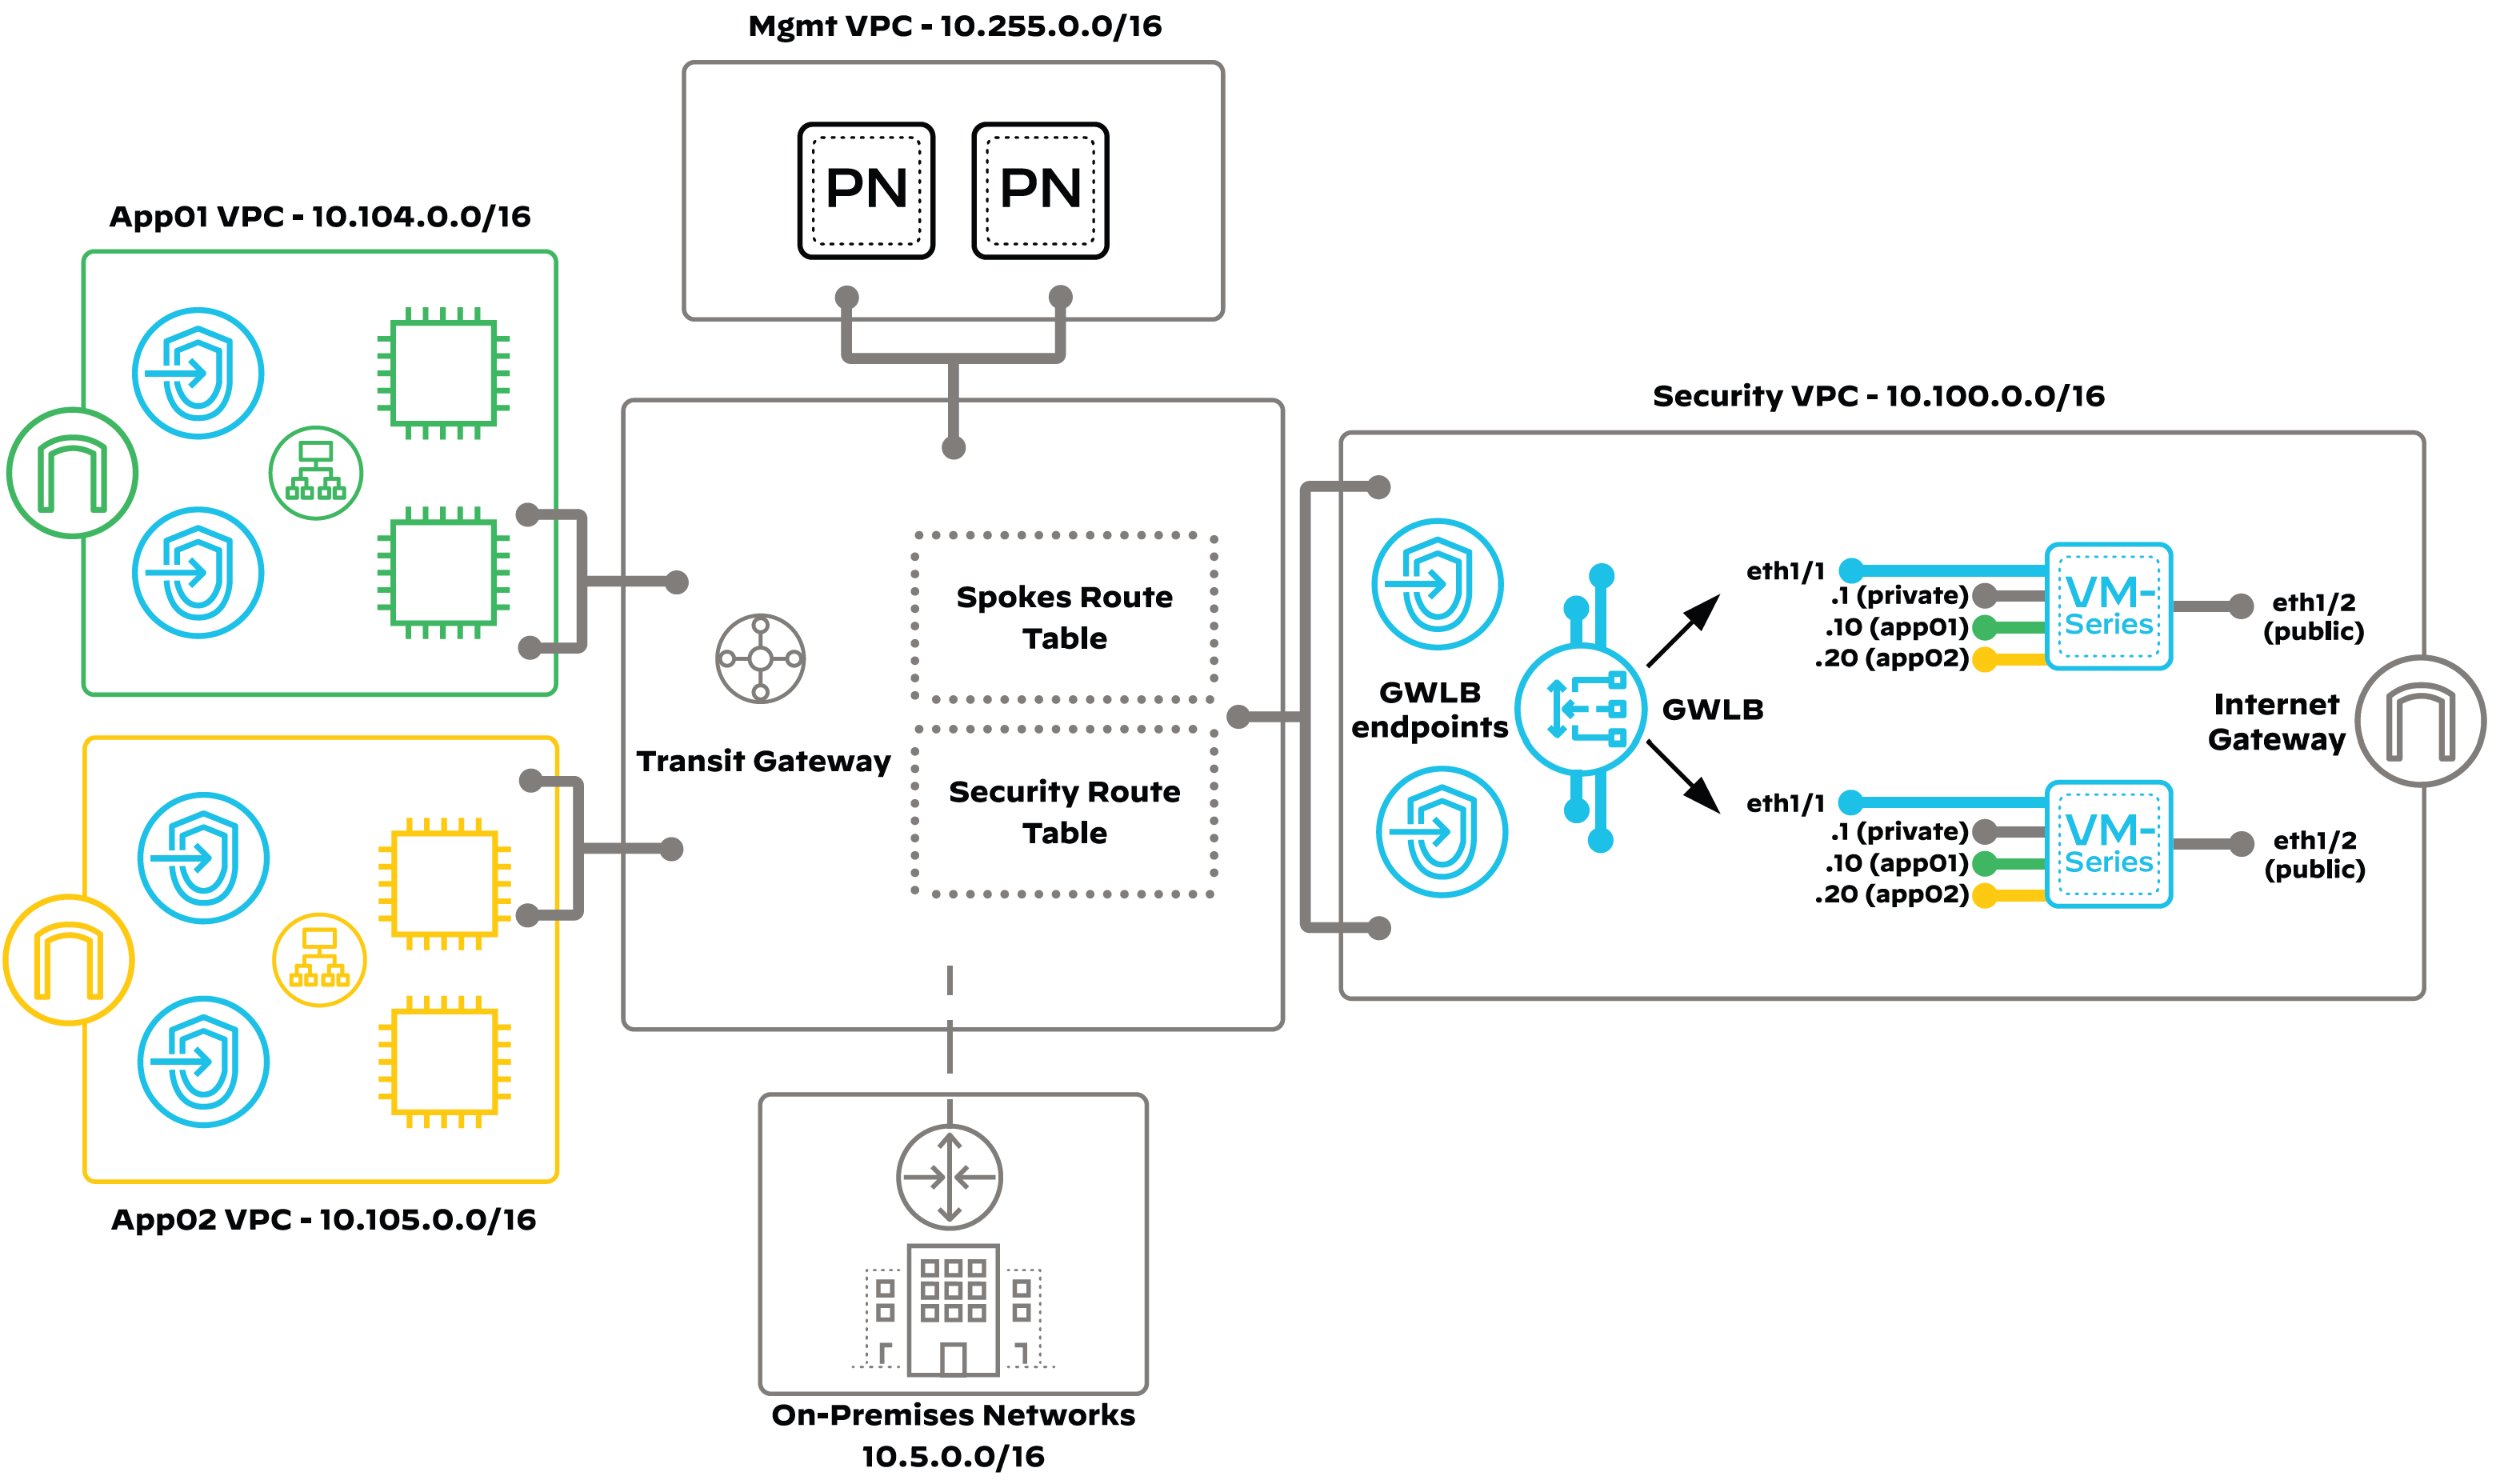 Mgmt VPC - 10.255.0.0/16
PN
PN
App01 VPC - 10.104.0.0/16
Security VPC - 10.100.0.0/16
Spokes Route
Table
Transit Gateway
Security Route
Table
GWLB
endpoints
GWLB
eth1/1
.1 (private)
.10 (app01)
.20 (app02)
VM-
Series
eth1/2
(public)
Internet
Gateway
eth1/1
.1 (private)
.10 (app01)
.20 (app02)
VM-
Series
eth1/2
(public)
App02 VPC - 10.105.0.0/16
On-Premises Networks
10.5.0.0/16